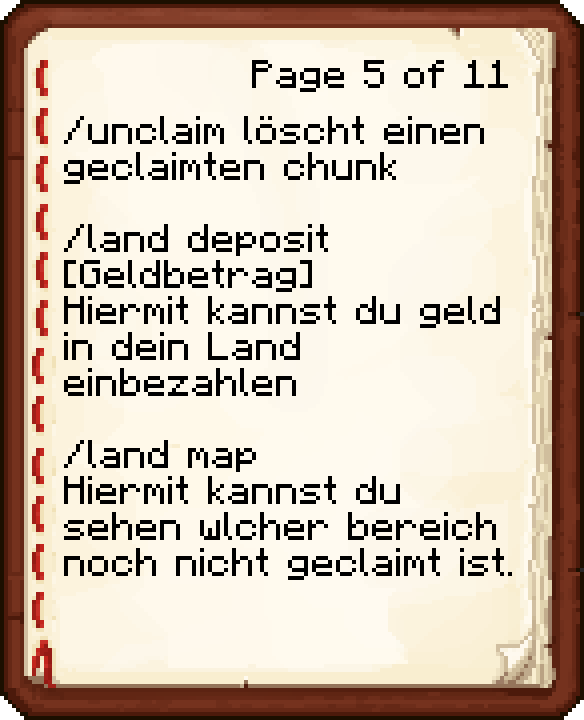 Page 5 of 11
/unclaim löscht einen
geclaimten chunk
/land deposit
[Geldbetrag]
Hiermit kannst du geld
in dein Land
einbezahlen
/land map
Hiermit kannst du
sehen wlcher bereich
noch nicht geclaimt ist.